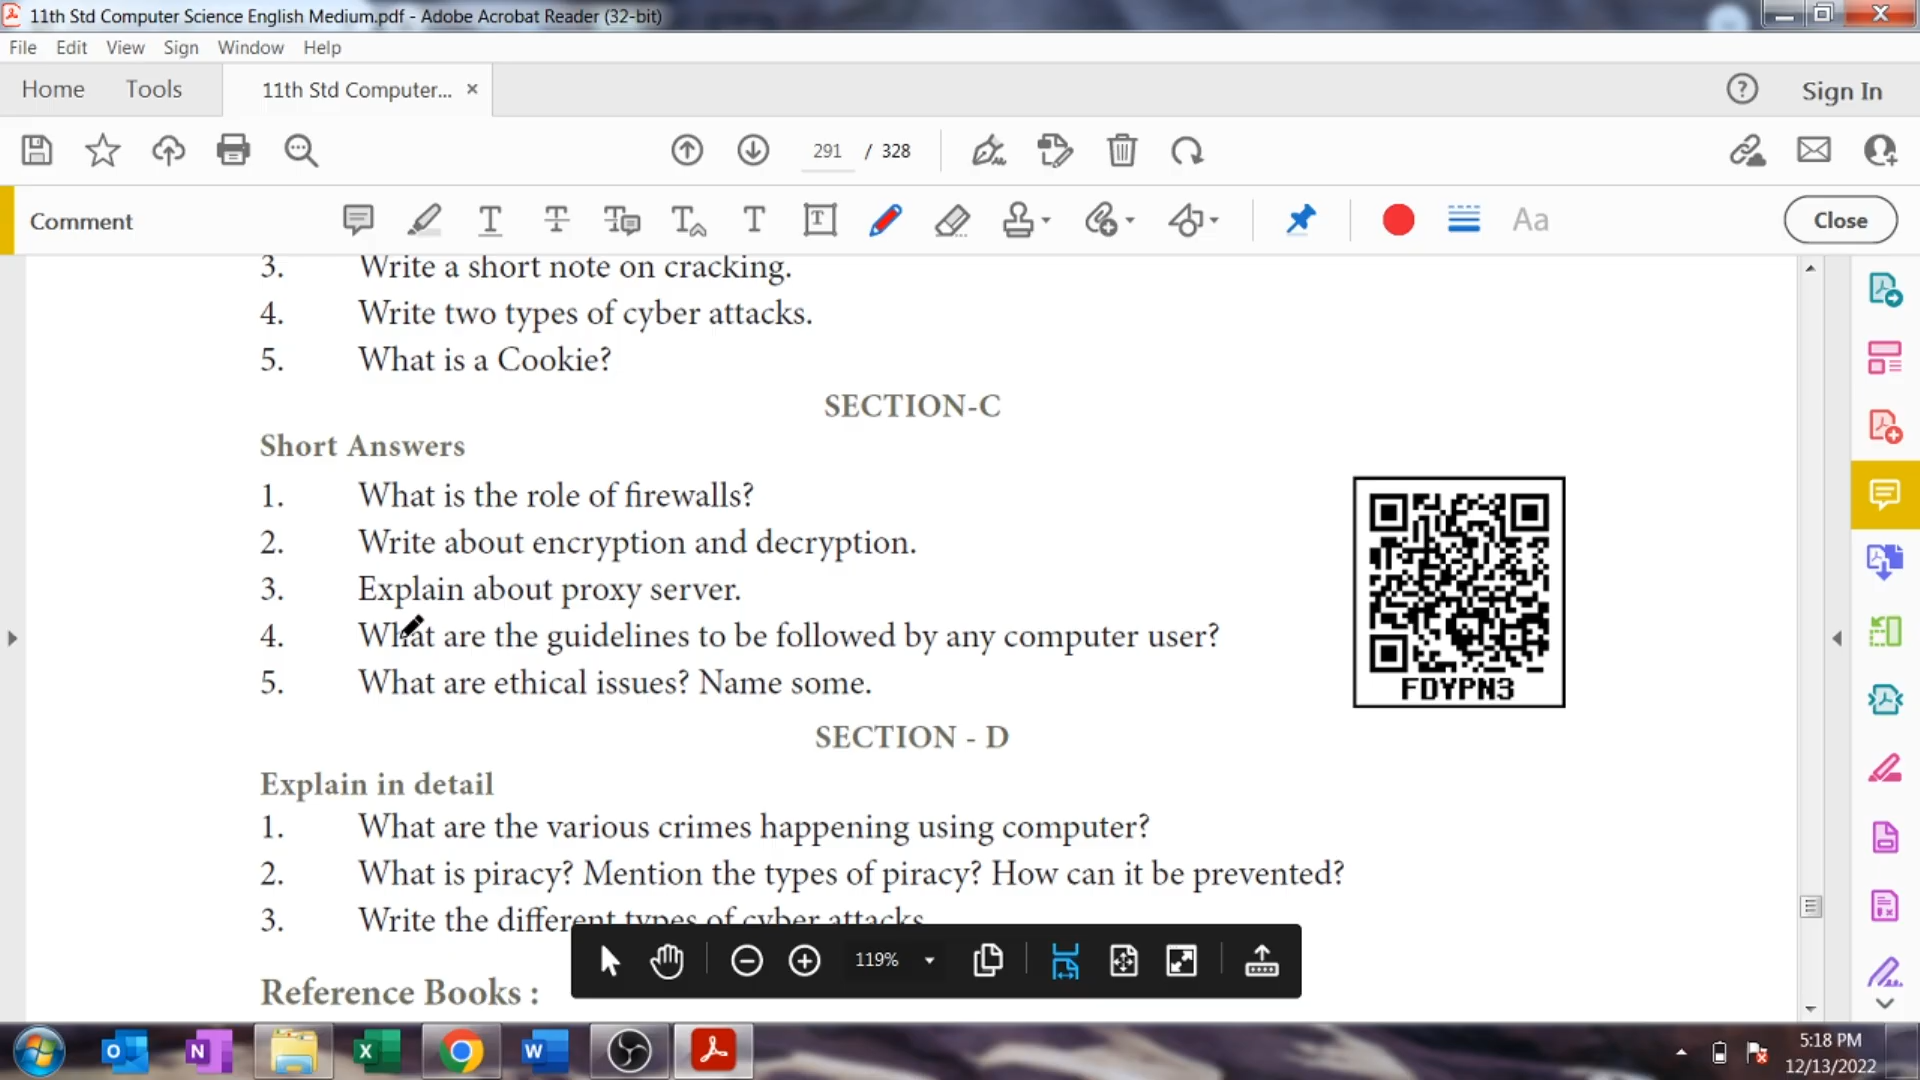 11th Std Computer Science English Medium.pdf - Adobe Acrobat Reader (32-bit)
File Edit View Sign Window Help
Home Tools 11th Std Computer... × Sign In
291 / 328
Comment Close
3. Write a short note on cracking.
4. Write two types of cyber attacks.
5. What is a Cookie?
SECTION-C
Short Answers
1. What is the role of firewalls?
2. Write about encryption and decryption.
3. Explain about proxy server.
4. What are the guidelines to be followed by any computer user?
5. What are ethical issues? Name some.
FDYPN3
SECTION - D
Explain in detail
1. What are the various crimes happening using computer?
2. What is piracy? Mention the types of piracy? How can it be prevented?
3. Write the different types of cyber attacks.
119%
Reference Books :
5:18 PM
12/13/2022